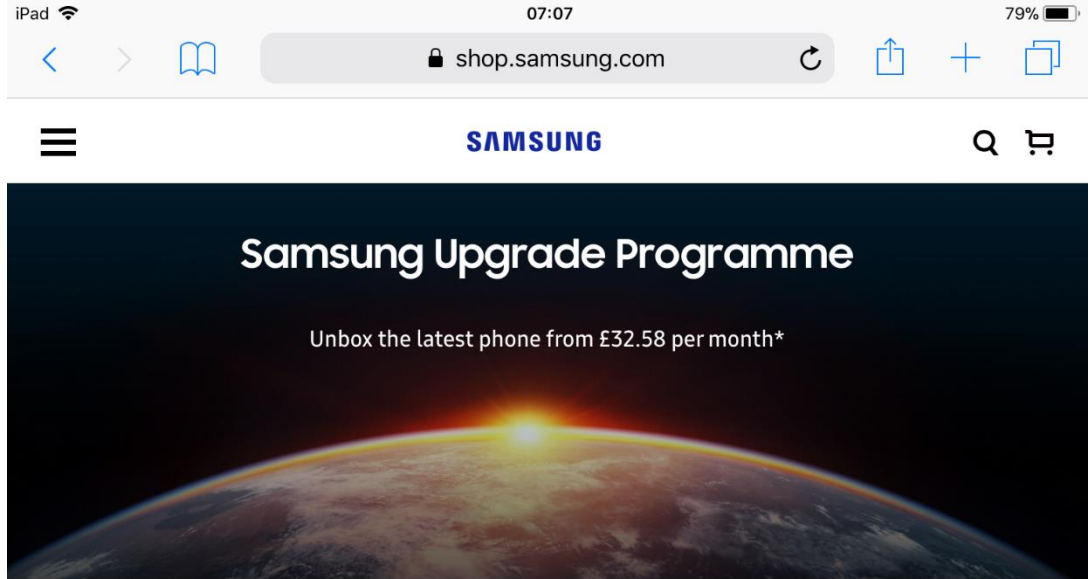 iPad 07:07 79%
shop.samsung.com
SAMSUNG
Samsung Upgrade Programme
Unbox the latest phone from £32.58 per month*